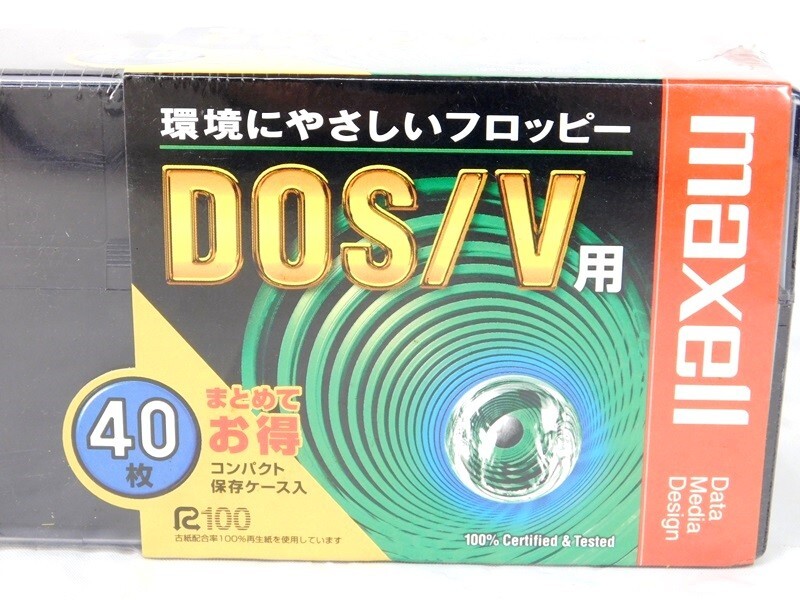 環境にやさしいフロッピー
DOS/V用
maxell
Data
Media
Design
40
枚
まとめて
お得
コンパクト
保存ケース入
R100
古紙配合率100%再生紙を使用しています
100% Certified & Tested